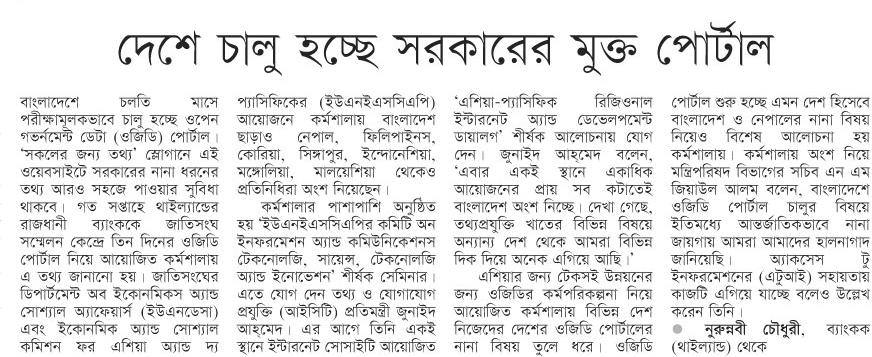 দেশে চালু হচ্ছে সরকারের মুক্ত পোর্টাল
বাংলাদেশে চলতি মাসে
পরীক্ষামূলকভাবে চালু হচ্ছে ওপেন
গভর্নমেন্ট ডেটা (ওজিডি) পোর্টাল।
‘সকলের জন্য তথ্য’ স্লোগানে এই
ওয়েবসাইটে সরকারের নানা ধরনের
তথ্য আরও সহজে পাওয়ার সুবিধা
থাকবে। গত সপ্তাহে থাইল্যান্ডের
রাজধানী ব্যাংককে জাতিসংঘ
সম্মেলন কেন্দ্রে তিন দিনের ওজিডি
পোর্টাল নিয়ে আয়োজিত কর্মশালায়
এ তথ্য জানানো হয়। জাতিসংঘের
ডিপার্টমেন্ট অব ইকোনমিকস অ্যান্ড
সোশ্যাল অ্যাফেয়ার্স (ইউএনডেসা)
এবং ইকোনমিক অ্যান্ড সোশ্যাল
কমিশন ফর এশিয়া অ্যান্ড দ্য
প্যাসিফিকের (ইউএনইএসসিএপি)
আয়োজনে কর্মশালায় বাংলাদেশ
ছাড়াও নেপাল, ফিলিপাইনস,
কোরিয়া, সিঙ্গাপুর, ইন্দোনেশিয়া,
মঙ্গোলিয়া, মালয়েশিয়া থেকেও
প্রতিনিধিরা অংশ নিয়েছেন।
কর্মশালার পাশাপাশি অনুষ্ঠিত
হয় ‘ইউএনইএসসিএপির কমিটি অন
ইনফরমেশন অ্যান্ড কমিউনিকেশনস
টেকনোলজি, সায়েন্স, টেকনোলজি
অ্যান্ড ইনোভেশন’ শীর্ষক সেমিনার।
এতে যোগ দেন তথ্য ও যোগাযোগ
প্রযুক্তি (আইসিটি) প্রতিমন্ত্রী জুনাইদ
আহমেদ। এর আগে তিনি একই
স্থানে ইন্টারনেট সোসাইটি আয়োজিত
‘এশিয়া-প্যাসিফিক রিজিওনাল
ইন্টারনেট অ্যান্ড ডেভেলপমেন্ট
ডায়ালগ’ শীর্ষক আলোচনায় যোগ
দেন। জুনাইদ আহমেদ বলেন,
‘এবার একই স্থানে একাধিক
আয়োজনের প্রায় সব কটাতেই
বাংলাদেশ অংশ নিচ্ছে। দেখা গেছে,
তথ্যপ্রযুক্তি খাতের বিভিন্ন বিষয়ে
অন্যান্য দেশ থেকে আমরা বিভিন্ন
দিক দিয়ে অনেক এগিয়ে আছি।’
এশিয়ার জন্য টেকসই উন্নয়নের
জন্য ওজিডির কর্মপরিকল্পনা নিয়ে
আয়োজিত কর্মশালায় বিভিন্ন দেশ
নিজেদের দেশের ওজিডি পোর্টালের
নানা বিষয় তুলে ধরে। ওজিডি
পোর্টাল শুরু হচ্ছে এমন দেশ হিসেবে
বাংলাদেশ ও নেপালের নানা বিষয়
নিয়েও বিশেষ আলোচনা হয়
কর্মশালায়। কর্মশালায় অংশ নিয়ে
মন্ত্রিপরিষদ বিভাগের সচিব এন এম
জিয়াউল আলম বলেন, বাংলাদেশে
ওজিডি পোর্টাল চালুর বিষয়ে
ইতিমধ্যে আন্তর্জাতিকভাবে নানা
জায়গায় আমরা আমাদের হালনাগাদ
জানিয়েছি। অ্যাকসেস টু
ইনফরমেশনের (এটুআই) সহায়তায়
কাজটি এগিয়ে যাচ্ছে বলেও উল্লেখ
করেন তিনি।
● নুরুন্নবী চৌধুরী, ব্যাংকক
(থাইল্যান্ড) থেকে